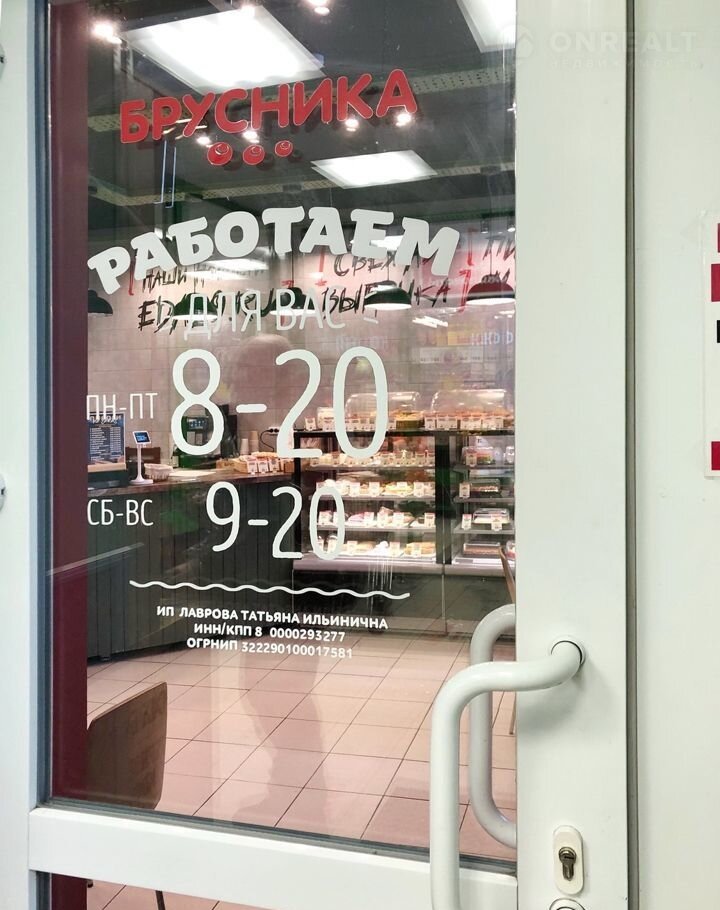 ONREALT
недвижимость
БРУСНИКА
РАБОТАЕМ
ДЛЯ ВАС
ПН-ПТ 8-20
СБ-ВС 9-20
ИП ЛАВРОВА ТАТЬЯНА ИЛЬИНИЧНА
ИНН/КПП 8 0000293277
ОГРНИП 322290100017581